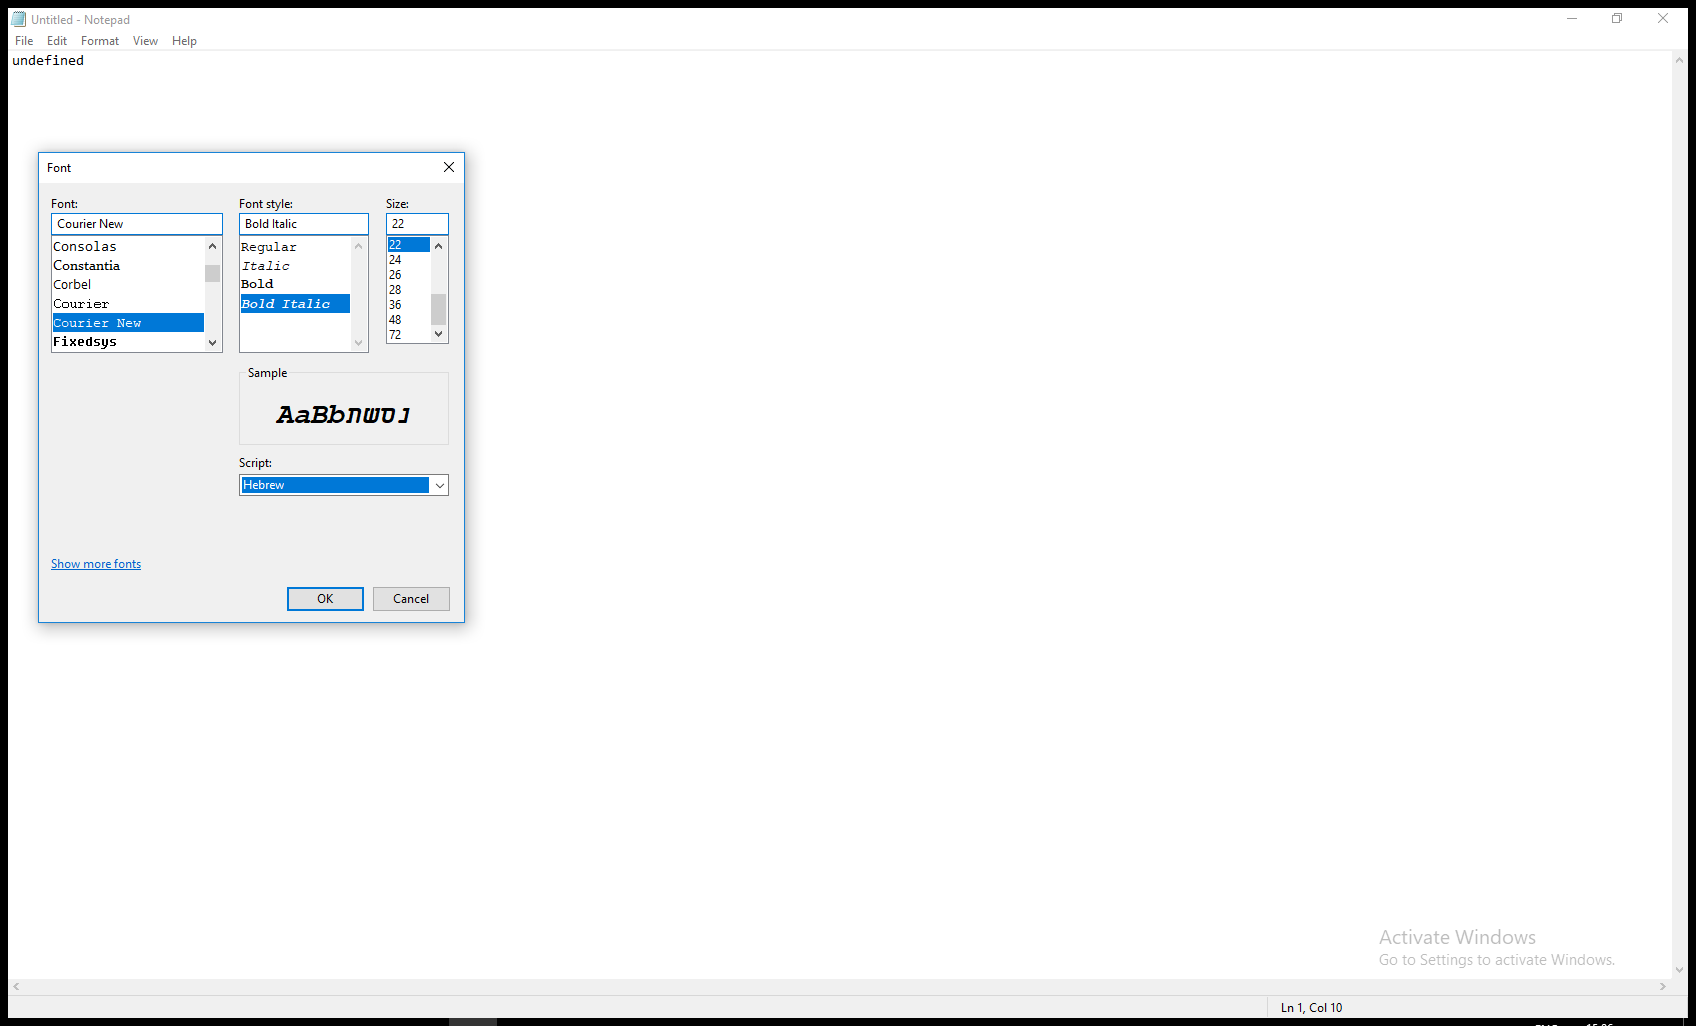 Untitled - Notepad
File Edit Format View Help
undefined
Font
Font: Font style: Size:
Courier New Bold Italic 22
Consolas
Constantia
Corbel
Courier
Courier New
Fixedsys
Regular
Italic
Bold
Bold Italic
22
24
26
28
36
48
72
Sample
AaBbנסשת
Script:
Hebrew
Show more fonts
OK Cancel
Activate Windows
Go to Settings to activate Windows.
Ln 1, Col 10